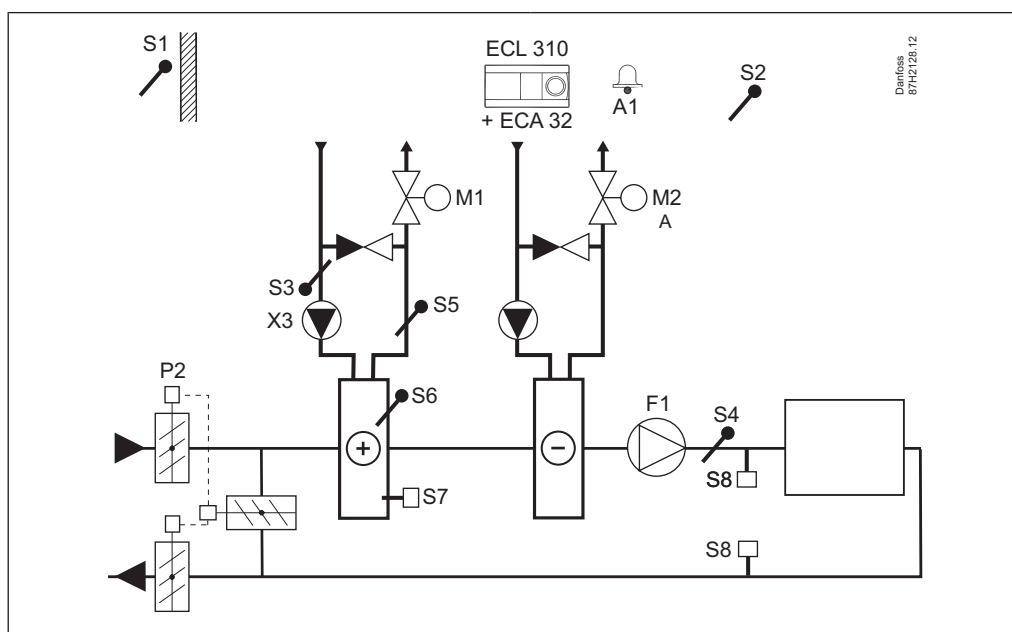 S1
ECL 310
+ ECA 32
A1
S2
Danfoss
87H2128.12
M1
M2
A
S3
S5
X3
P2
S6
F1
S4
S7
S8
S8
+
−